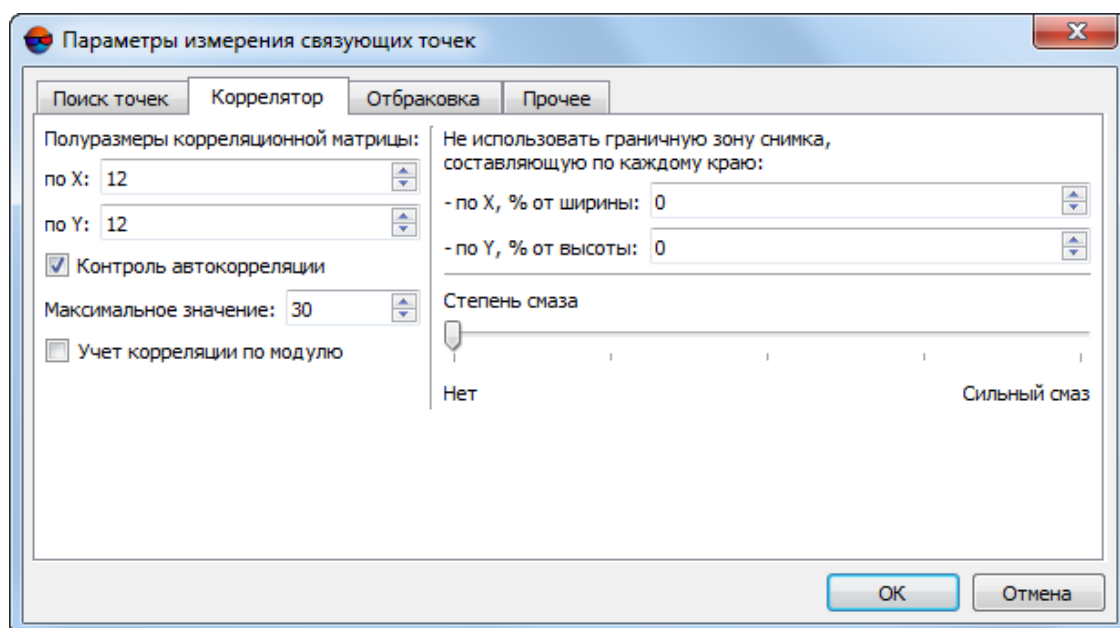 Параметры измерения связующих точек
Поиск точек
Коррелятор
Отбраковка
Прочее
Полуразмеры корреляционной матрицы:
по X: 12
по Y: 12
Контроль автокорреляции
Максимальное значение: 30
Учет корреляции по модулю
Не использовать граничную зону снимка,
составляющую по каждому краю:
- по X, % от ширины: 0
- по Y, % от высоты: 0
Степень смаза
Нет
Сильный смаз
OK
Отмена